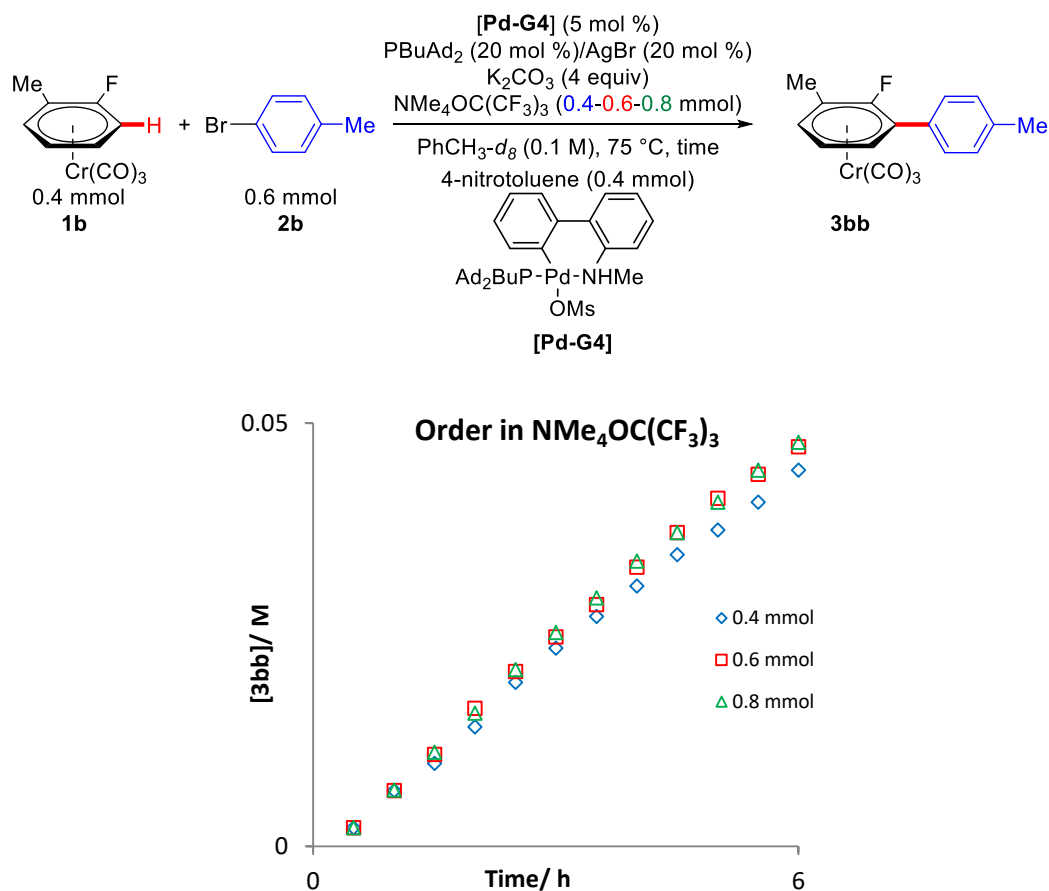 [Pd-G4] (5 mol %)
PBuAd2 (20 mol %)/AgBr (20 mol %)
K2CO3 (4 equiv)
NMe4OC(CF3)3 (0.4-0.6-0.8 mmol)
PhCH3-d8 (0.1 M), 75 °C, time
4-nitrotoluene (0.4 mmol)
Me
F
H
Cr(CO)3
0.4 mmol
1b
+
Br
Me
0.6 mmol
2b
Me
F
Me
Cr(CO)3
3bb
Ad2BuP-Pd-NHMe
OMs
[Pd-G4]
Order in NMe4OC(CF3)3
0.05
[3bb]/ M
0
0
Time/ h
6
0.4 mmol
0.6 mmol
0.8 mmol